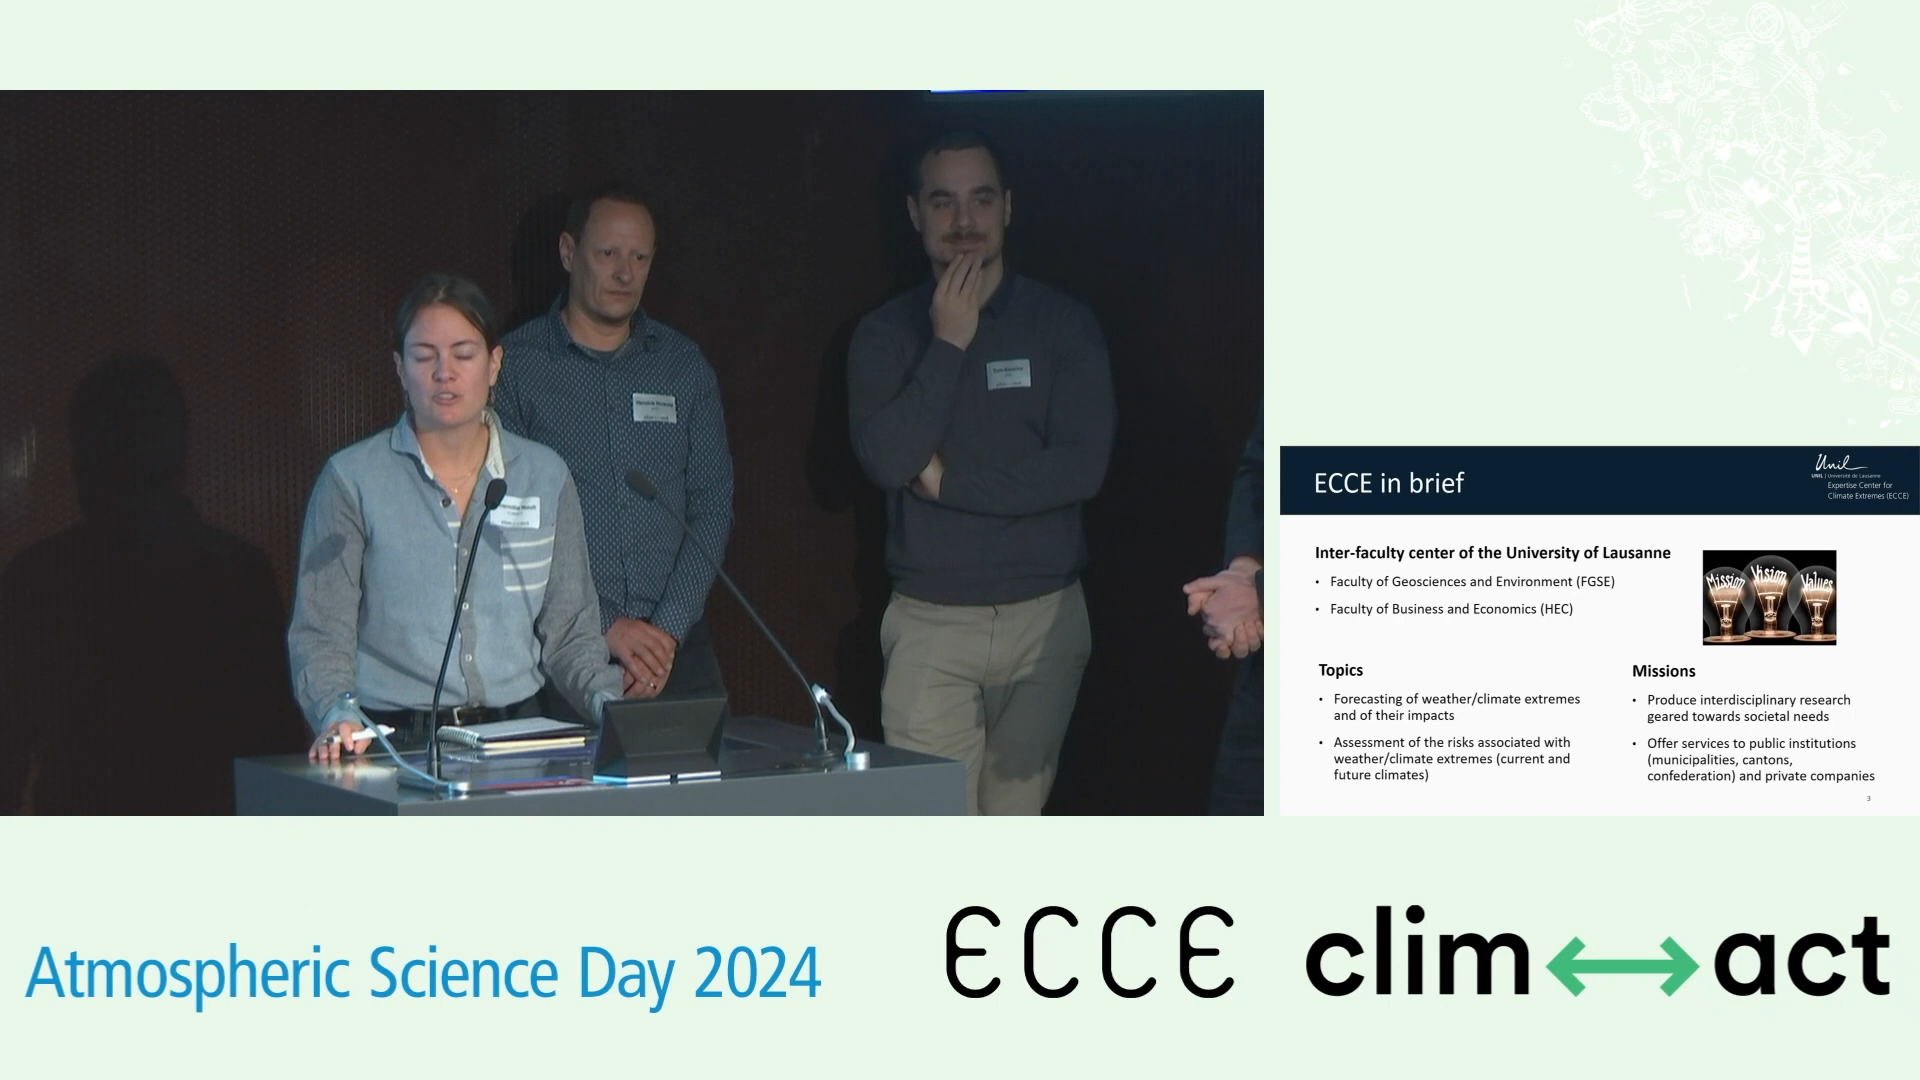 ECCE in brief
Unil
UNIL | Université de Lausanne
Expertise Center for
Climate Extremes (ECCE)
Inter-faculty center of the University of Lausanne
• Faculty of Geosciences and Environment (FGSE)
• Faculty of Business and Economics (HEC)
Mission Vision Values
Topics
• Forecasting of weather/climate extremes
and of their impacts
• Assessment of the risks associated with
weather/climate extremes (current and
future climates)
Missions
• Produce interdisciplinary research
geared towards societal needs
• Offer services to public institutions
(municipalities, cantons,
confederation) and private companies
3
Atmospheric Science Day 2024
ECCE
clim act